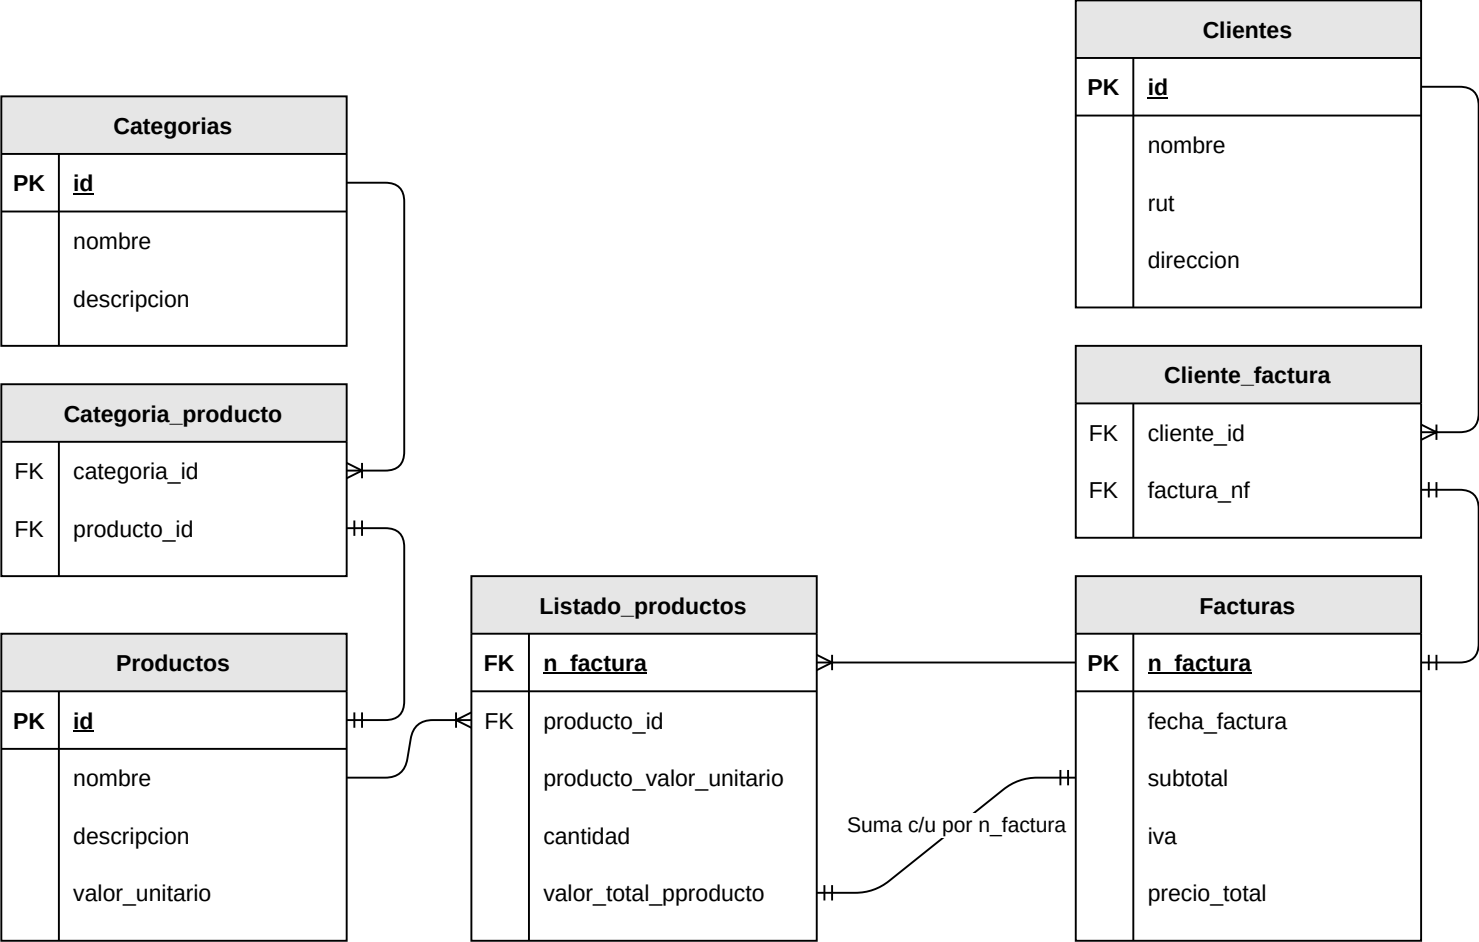 Categorias
PK id
nombre
descripcion
Categoria_producto
FK categoria_id
FK producto_id
Productos
PK id
nombre
descripcion
valor_unitario
Listado_productos
FK n_factura
FK producto_id
producto_valor_unitario
cantidad
valor_total_pproducto
Suma c/u por n_factura
Clientes
PK id
nombre
rut
direccion
Cliente_factura
FK cliente_id
FK factura_nf
Facturas
PK n_factura
fecha_factura
subtotal
iva
precio_total